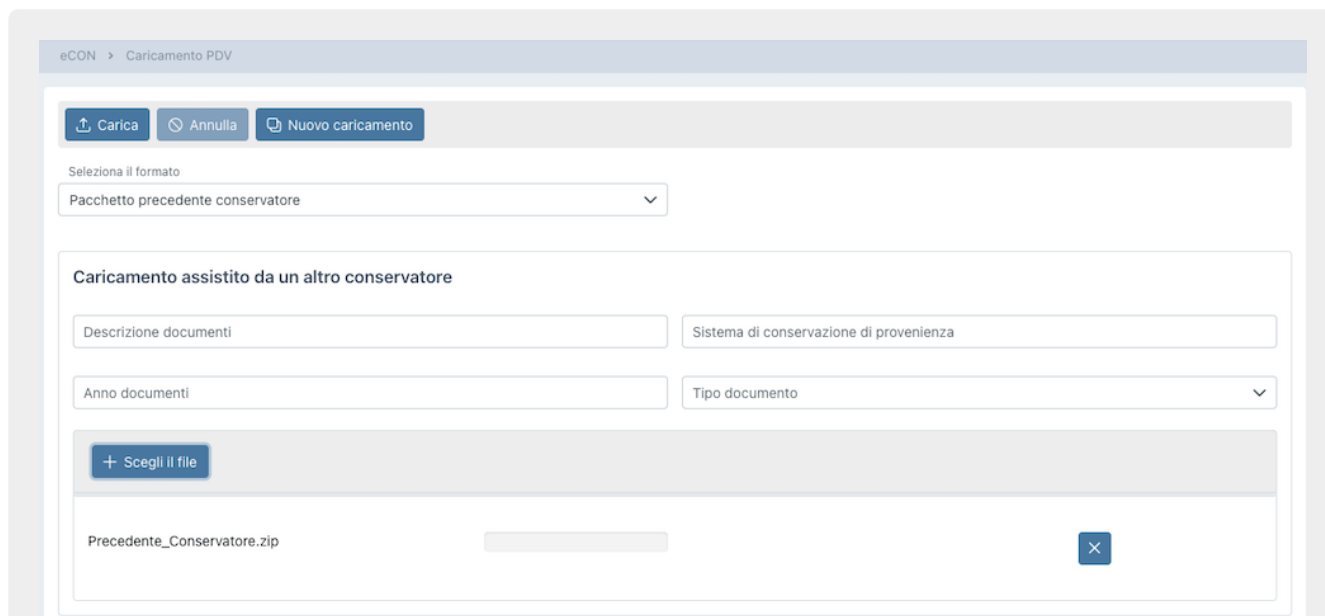 eCON > Caricamento PDV
Carica Annulla Nuovo caricamento
Seleziona il formato
Pacchetto precedente conservatore
Caricamento assistito da un altro conservatore
Descrizione documenti Sistema di conservazione di provenienza
Anno documenti Tipo documento
+ Scegli il file
Precedente_Conservatore.zip